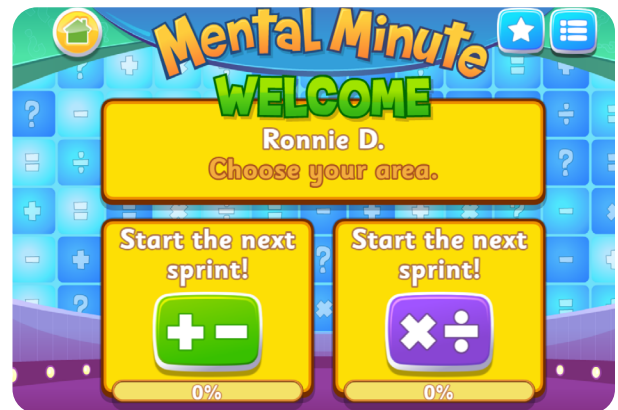 Mental Minute
WELCOME
Ronnie D.
Choose your area.
Start the next
sprint!
+ -
0%
Start the next
sprint!
× ÷
0%